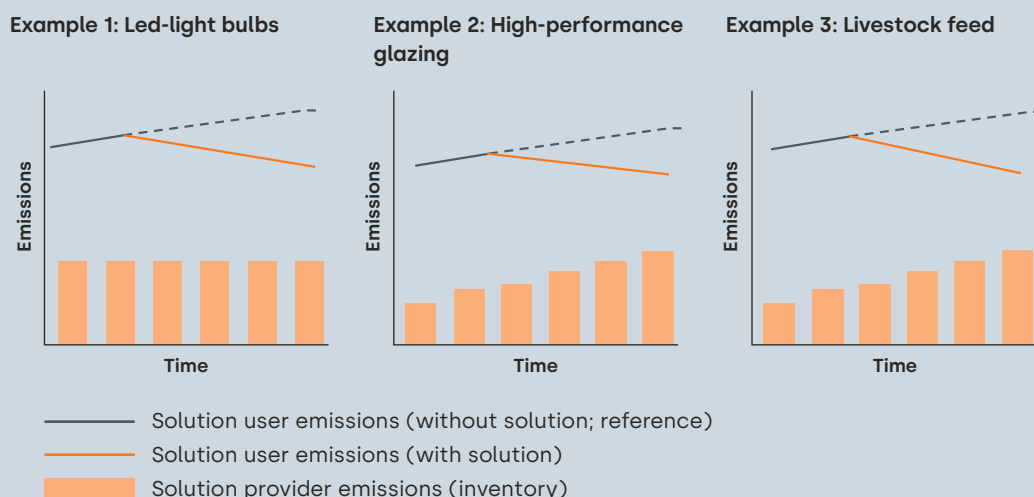 Example 1: Led-light bulbs
Example 2: High-performance
glazing
Example 3: Livestock feed
Emissions
Emissions
Emissions
Time
Time
Time
Solution user emissions (without solution; reference)
Solution user emissions (with solution)
Solution provider emissions (inventory)